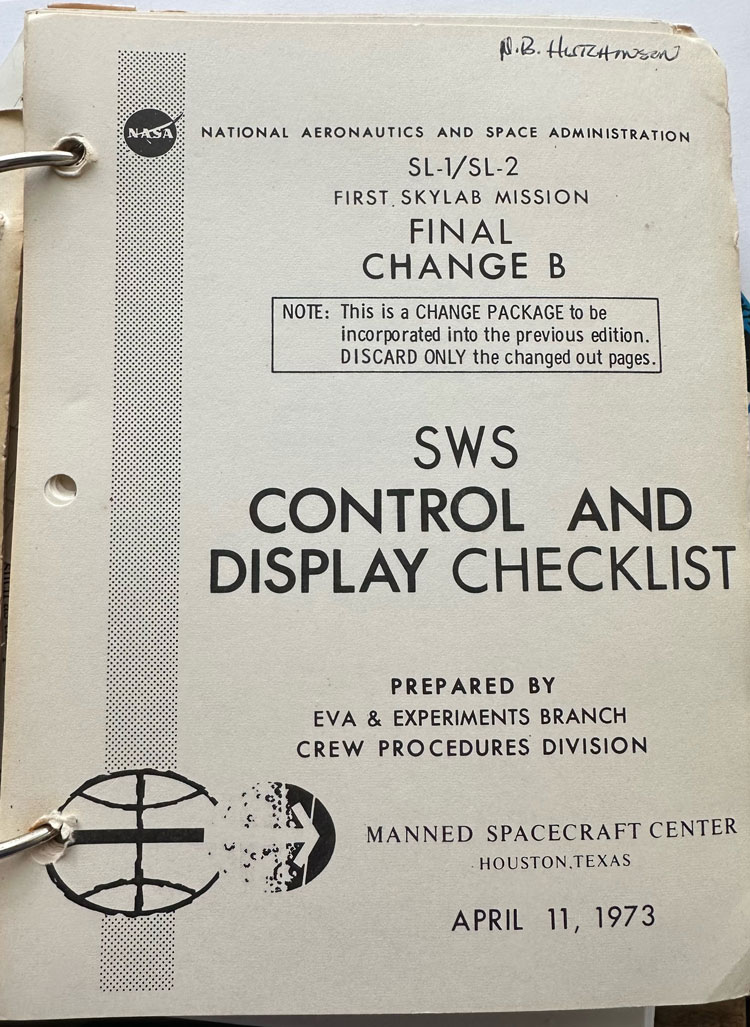 N.B. HUTCHINSON
NASA
NATIONAL AERONAUTICS AND SPACE ADMINISTRATION
SL-1/SL-2
FIRST SKYLAB MISSION
FINAL
CHANGE B
NOTE: This is a CHANGE PACKAGE to be
incorporated into the previous edition.
DISCARD ONLY the changed out pages.
SWS
CONTROL AND
DISPLAY CHECKLIST
PREPARED BY
EVA & EXPERIMENTS BRANCH
CREW PROCEDURES DIVISION
MANNED SPACECRAFT CENTER
HOUSTON, TEXAS
APRIL 11, 1973